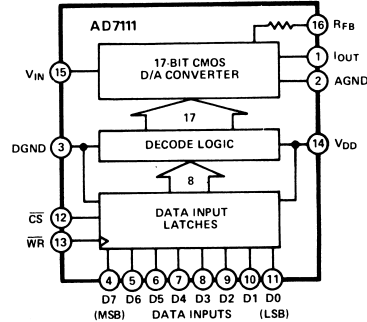 AD7111
16 RFB
17-BIT CMOS
D/A CONVERTER
1 IOUT
VIN 15
2 AGND
17
DGND 3
DECODE LOGIC
14 VDD
8
CS 12
DATA INPUT
LATCHES
WR 13
4 5 6 7 8 9 10 11
D7 D6 D5 D4 D3 D2 D1 D0
(MSB) DATA INPUTS (LSB)